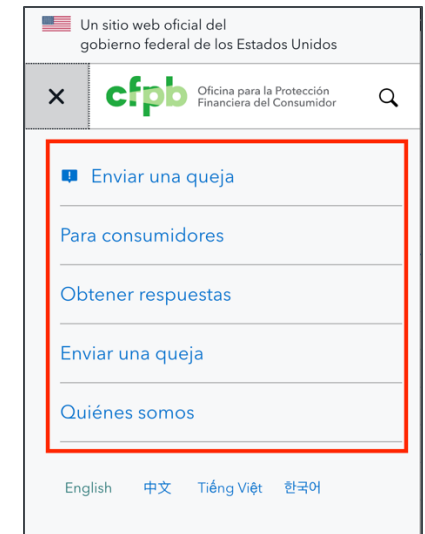 Un sitio web oficial del
gobierno federal de los Estados Unidos
cfpb
Oficina para la Protección
Financiera del Consumidor
Enviar una queja
Para consumidores
Obtener respuestas
Enviar una queja
Quiénes somos
English 中文 Tiếng Việt 한국어